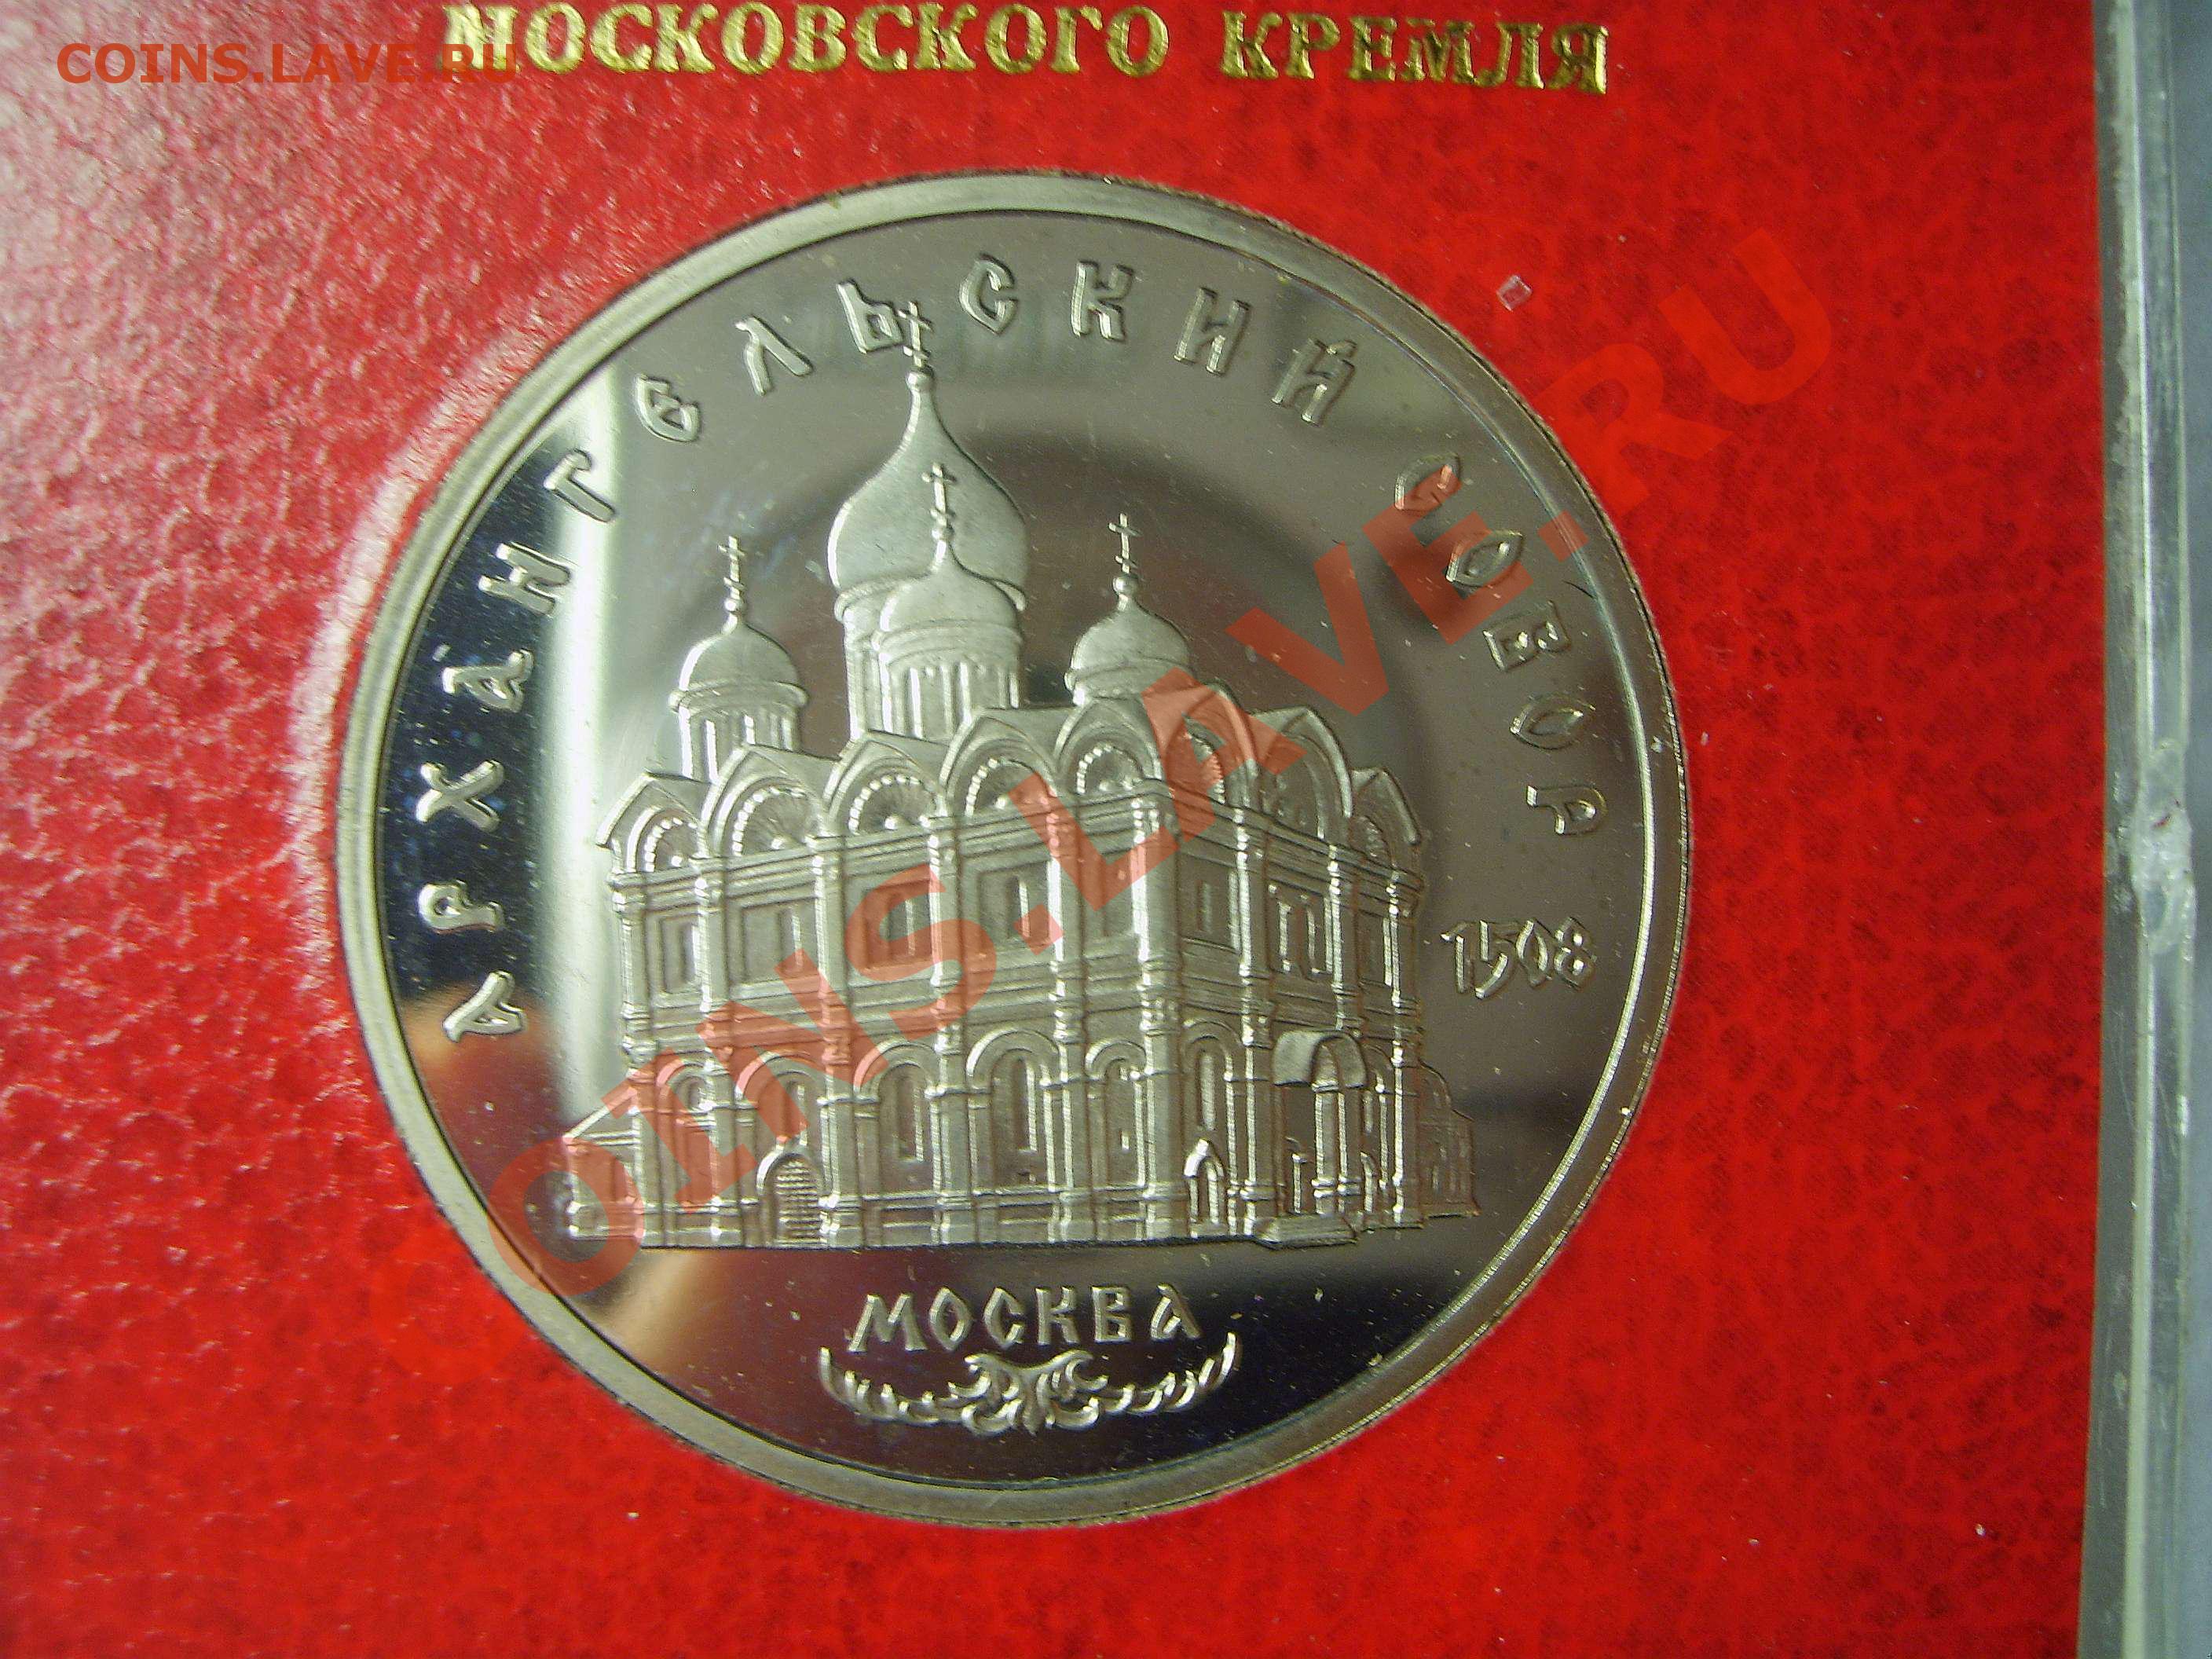 МОСКОВСКОГО КРЕМЛЯ
COINS.LAVE.RU
АРХАНГЕЛЬСКИЙ СОБОР
1508
МОСКВА
COINS.LAVE.RU